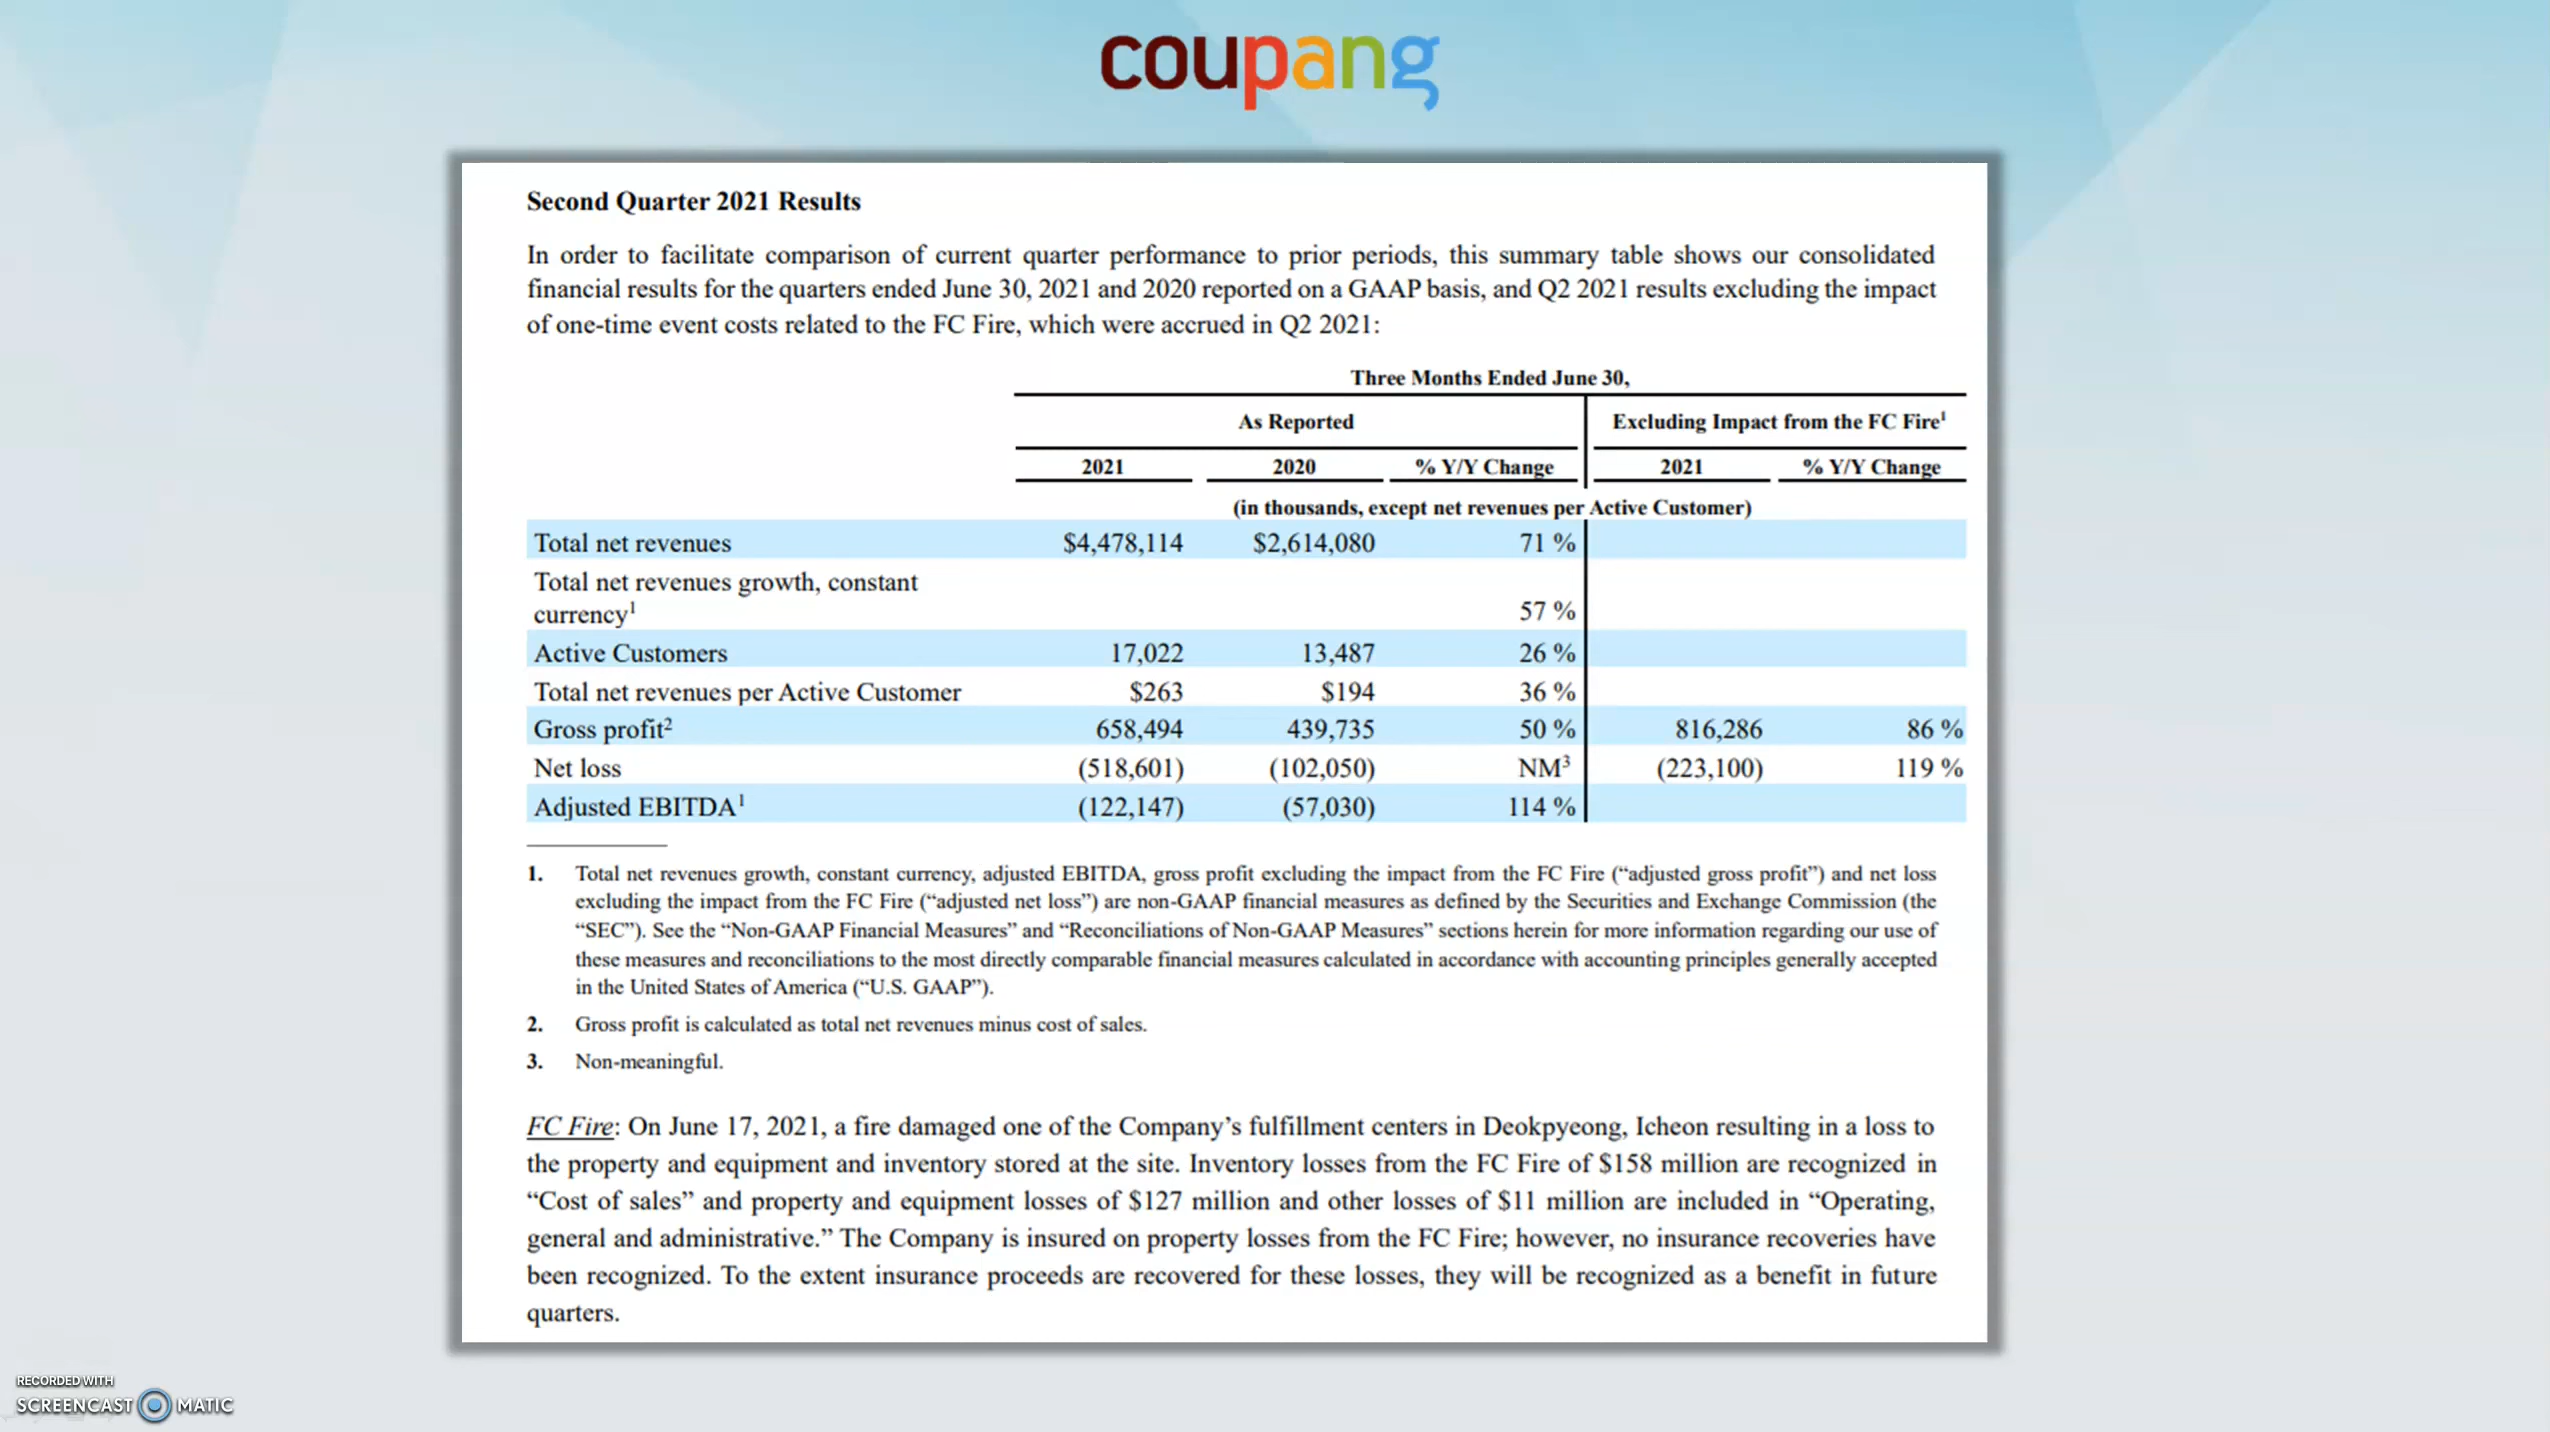 coupang
Second Quarter 2021 Results
In order to facilitate comparison of current quarter performance to prior periods, this summary table shows our consolidated
financial results for the quarters ended June 30, 2021 and 2020 reported on a GAAP basis, and Q2 2021 results excluding the impact
of one-time event costs related to the FC Fire, which were accrued in Q2 2021:
Three Months Ended June 30,
As Reported Excluding Impact from the FC Fire¹
2021 2020 % Y/Y Change 2021 % Y/Y Change
(in thousands, except net revenues per Active Customer)
Total net revenues $4,478,114 $2,614,080 71 %
Total net revenues growth, constant
currency¹ 57 %
Active Customers 17,022 13,487 26 %
Total net revenues per Active Customer $263 $194 36 %
Gross profit² 658,494 439,735 50 % 816,286 86 %
Net loss (518,601) (102,050) NM³ (223,100) 119 %
Adjusted EBITDA¹ (122,147) (57,030) 114 %
1. Total net revenues growth, constant currency, adjusted EBITDA, gross profit excluding the impact from the FC Fire (“adjusted gross profit”) and net loss
excluding the impact from the FC Fire (“adjusted net loss”) are non-GAAP financial measures as defined by the Securities and Exchange Commission (the
“SEC”). See the “Non-GAAP Financial Measures” and “Reconciliations of Non-GAAP Measures” sections herein for more information regarding our use of
these measures and reconciliations to the most directly comparable financial measures calculated in accordance with accounting principles generally accepted
in the United States of America (“U.S. GAAP”).
2. Gross profit is calculated as total net revenues minus cost of sales.
3. Non-meaningful.
FC Fire: On June 17, 2021, a fire damaged one of the Company’s fulfillment centers in Deokpyeong, Icheon resulting in a loss to
the property and equipment and inventory stored at the site. Inventory losses from the FC Fire of $158 million are recognized in
“Cost of sales” and property and equipment losses of $127 million and other losses of $11 million are included in “Operating,
general and administrative.” The Company is insured on property losses from the FC Fire; however, no insurance recoveries have
been recognized. To the extent insurance proceeds are recovered for these losses, they will be recognized as a benefit in future
quarters.
RECORDED WITH
SCREENCAST MATIC